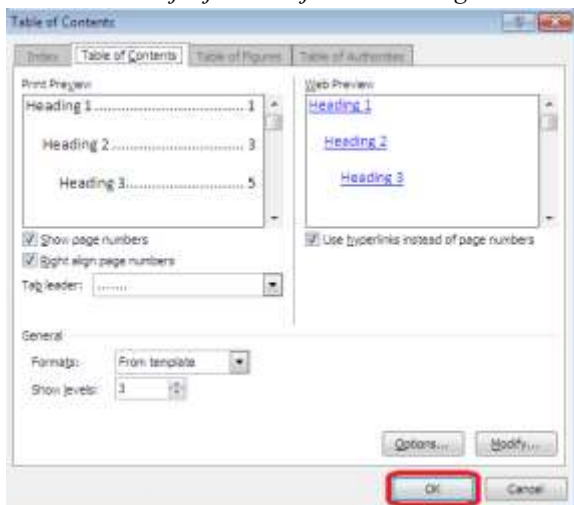 Table of Contents
Index Table of Contents Table of Figures Table of Authorities
Print Preview
Heading 1 ........................................ 1
Heading 2 ................................... 3
Heading 3 ............................... 5
Web Preview
Heading 1
Heading 2
Heading 3
Show page numbers
Right align page numbers
Tab leader: .......
Use hyperlinks instead of page numbers
General
Formats: From template
Show levels: 3
Options... Modify...
OK Cancel